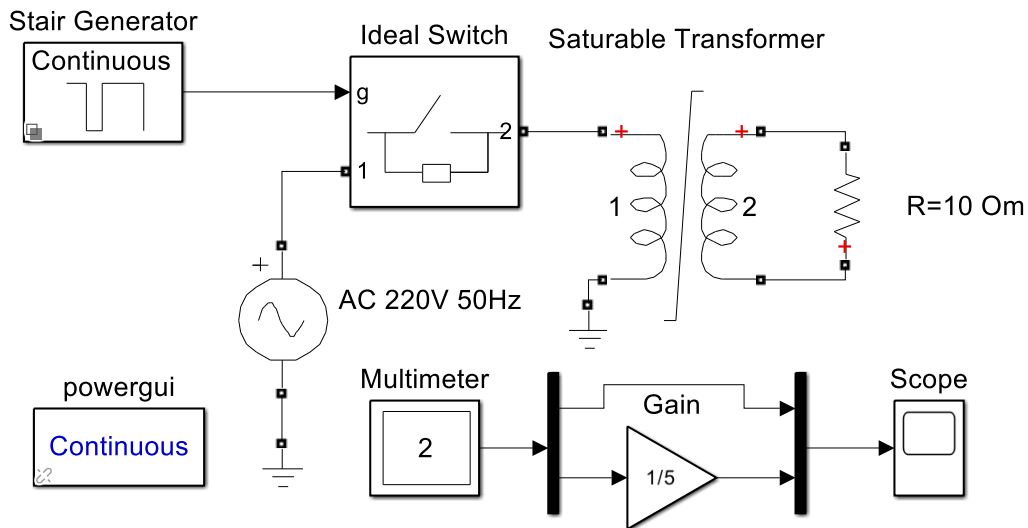 Stair Generator
Continuous
Ideal Switch
g
2
1
Saturable Transformer
+
+
1
2
+
R=10 Om
+
AC 220V 50Hz
powergui
Continuous
Multimeter
2
Gain
1/5
Scope